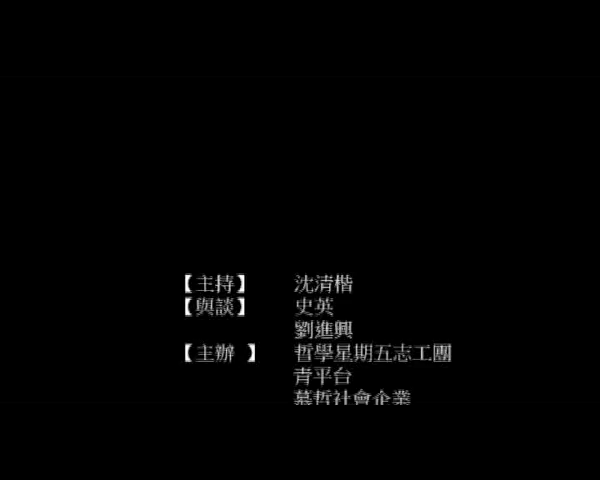 【主持】 沈清楷
【與談】 史英
劉進興
【主辦 】 哲學星期五志工團
青平台
慕哲社會企業